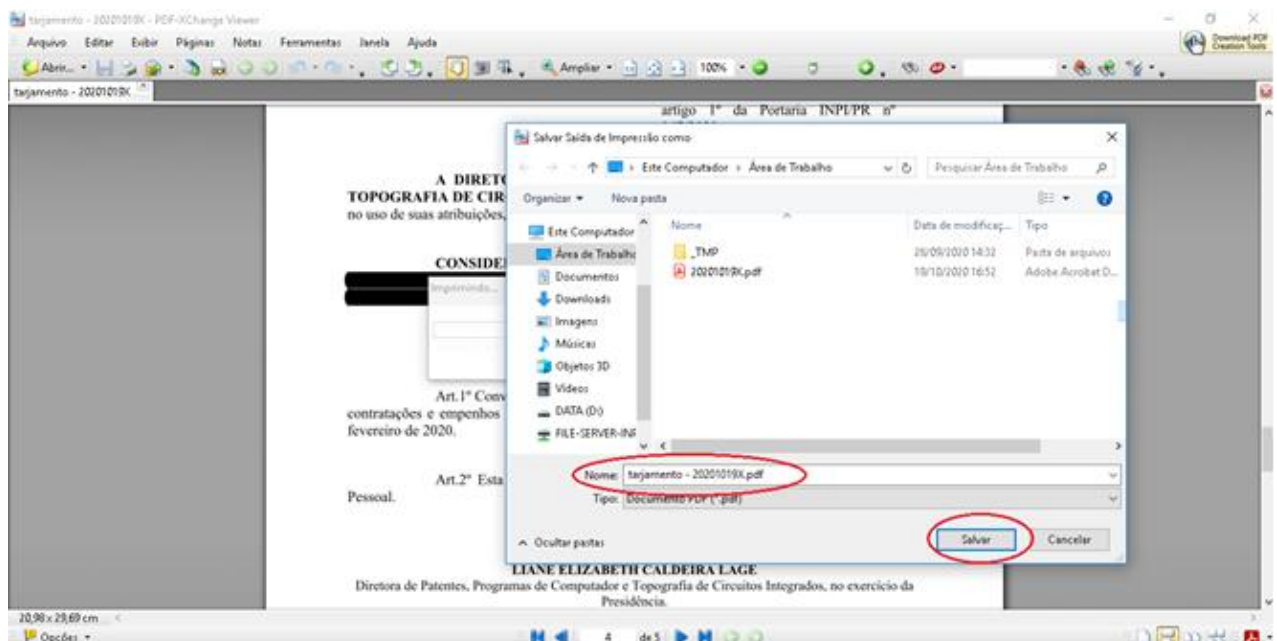 tarjamento - 20201019X - PDF-XChange Viewer
Arquivo Editar Exibir Páginas Notas Ferramentas Janela Ajuda
Download PDF
Creation Tools
Abrir... Ampliar 100%
tarjamento - 20201019X
artigo 1º da Portaria INPI/PR nº
A DIRET
TOPOGRAFIA DE CIR
no uso de suas atribuições,
CONSIDE
Imprimindo...
Art.1º Conv
contratações e empenhos
fevereiro de 2020.
Art.2º Esta
Pessoal.
Salvar Saída de Impressão como
Este Computador Área de Trabalho
Pesquisar Área de Trabalho
Organizar Nova pasta
Nome Data de modificaç... Tipo
Este Computador
Área de Trabalho
Documentos
Downloads
Imagens
Músicas
Objetos 3D
Vídeos
DATA (D:)
FILE-SERVER-INF
_TMP 28/09/2020 14:32 Pasta de arquivos
20201019X.pdf 19/10/2020 16:52 Adobe Acrobat D...
Nome: tarjamento - 20201019X.pdf
Tipo: Documento PDF (*.pdf)
Ocultar pastas
Salvar Cancelar
LIANE ELIZABETH CALDEIRA LAGE
Diretora de Patentes, Programas de Computador e Topografia de Circuitos Integrados, no exercício da
Presidência.
20,98 x 29,69 cm
Opções 4 de 5